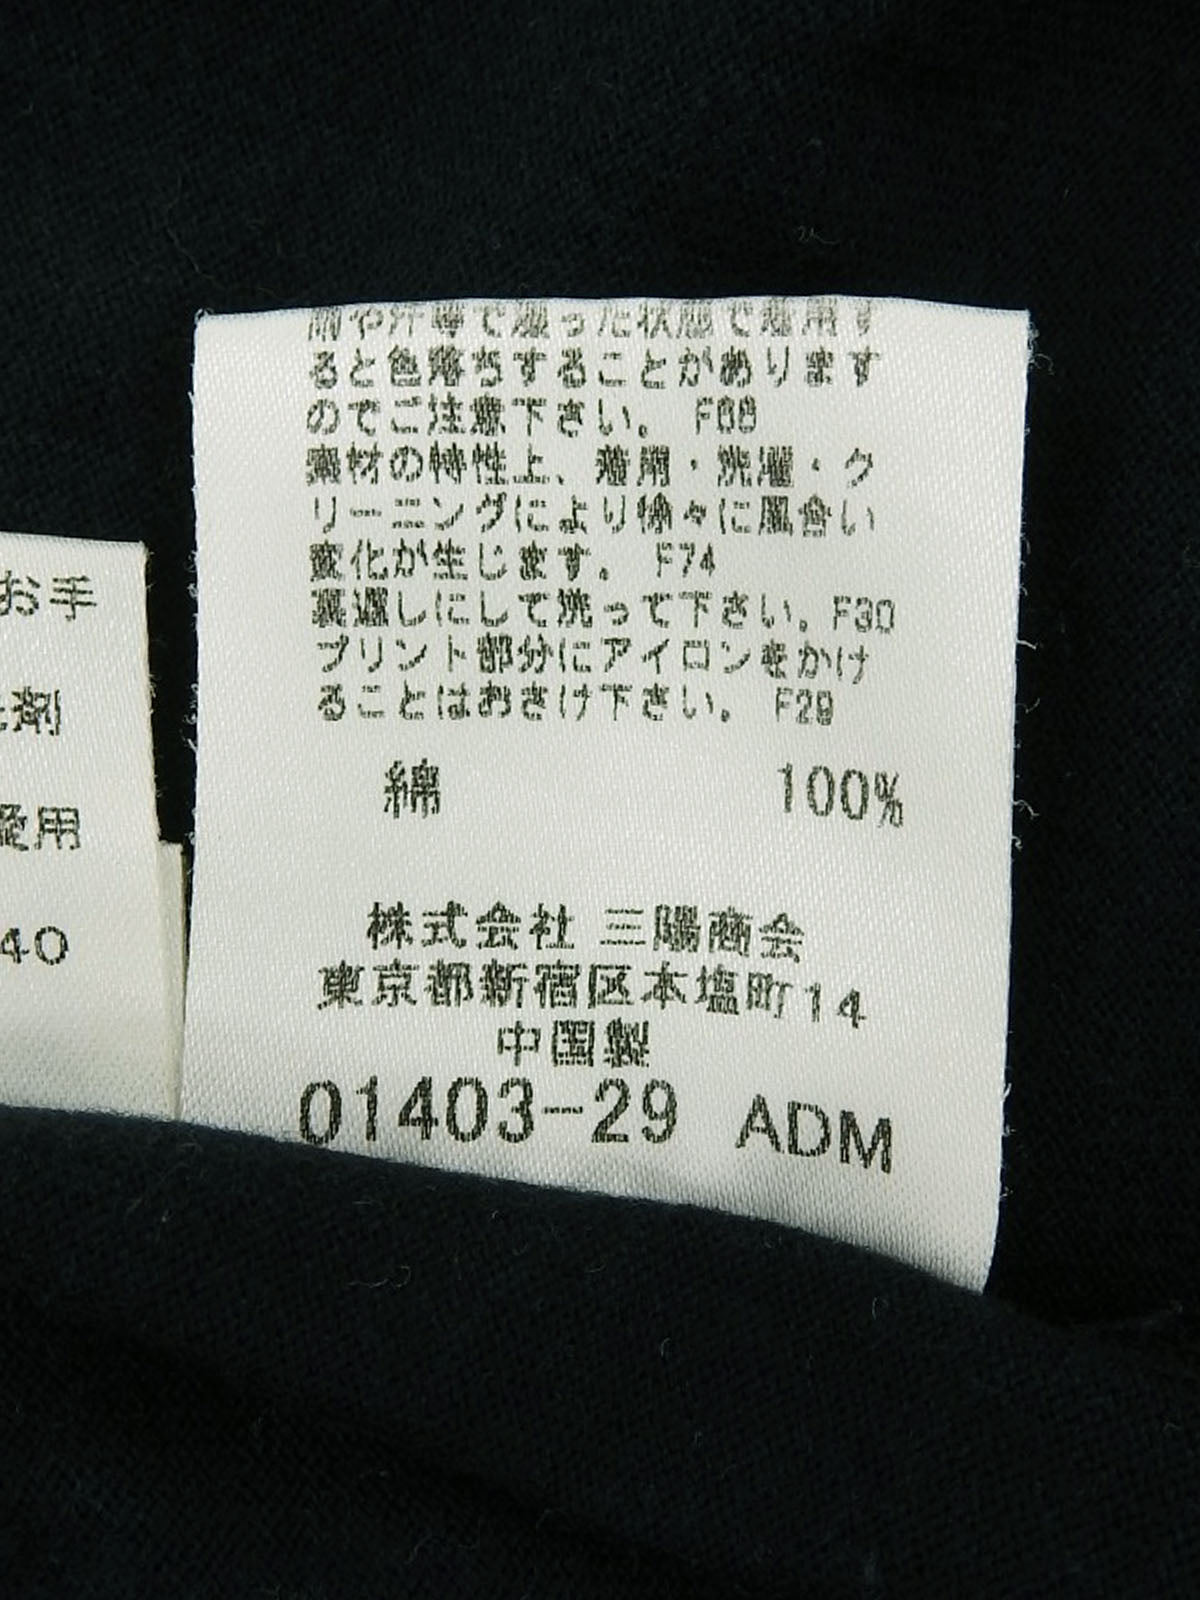 雨や汗等で湿った状態で着用す
ると色落ちすることがあります
のでご注意下さい。 F68
素材の特性上、着用・洗濯・ク
リーニングにより徐々に風合い
変化が生じます。 F74
裏返しにして洗って下さい。F30
プリント部分にアイロンをかけ
ることはおさけ下さい。 F29
綿 100%
株式会社 三陽商会
東京都新宿区本塩町14
中国製
01403-29 ADM
お手
剤
愛用
40